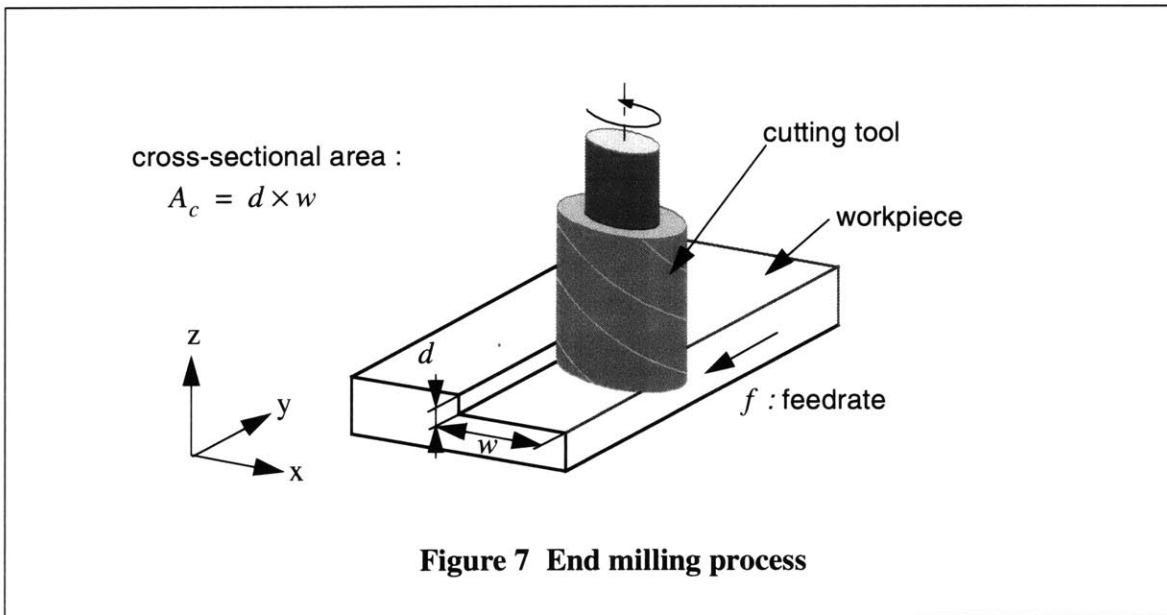 cross-sectional area :
A_c = d × w
cutting tool
workpiece
z
y
x
d
w
f : feedrate
Figure 7 End milling process